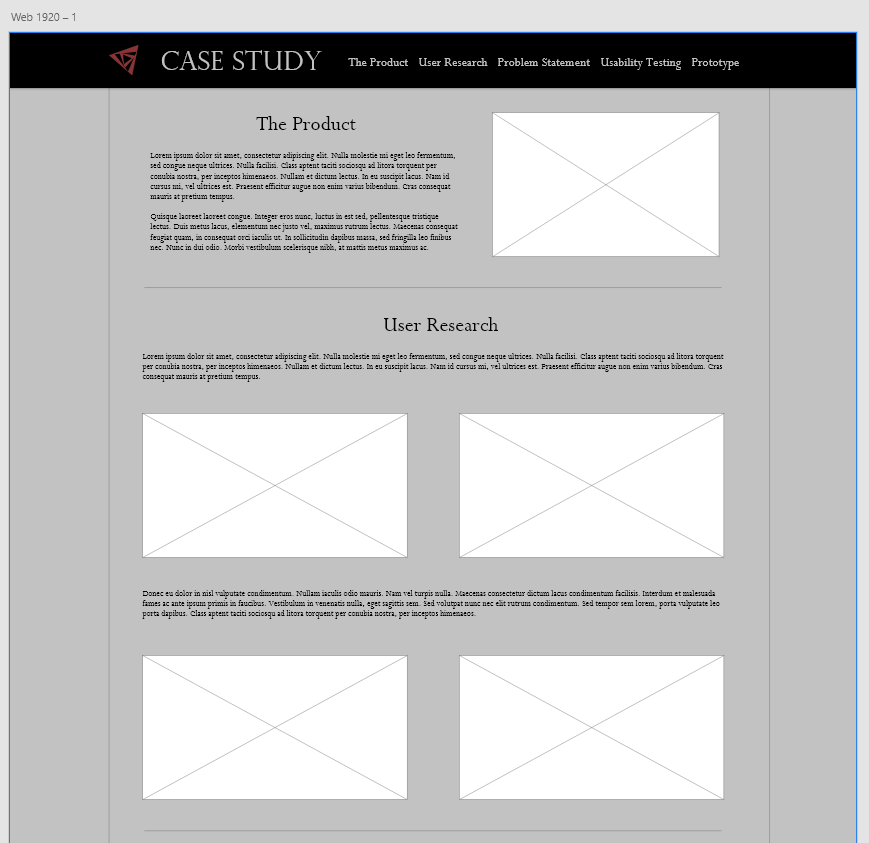 Web 1920 – 1
CASE STUDY
The Product User Research Problem Statement Usability Testing Prototype
The Product
Lorem ipsum dolor sit amet, consectetur adipiscing elit. Nulla molestie mi eget leo fermentum,
sed congue neque ultrices. Nulla facilisi. Class aptent taciti sociosqu ad litora torquent per
conubia nostra, per inceptos himenaeos. Nullam et dictum lectus. In eu suscipit lacus. Nam id
cursus mi, vel ultrices est. Praesent efficitur augue non enim varius bibendum. Cras consequat
mauris at pretium tempus.
Quisque laoreet laoreet congue. Integer eros nunc, luctus in est sed, pellentesque tristique
lectus. Duis metus lacus, elementum nec justo vel, maximus rutrum lectus. Maecenas consequat
feugiat quam, in consequat orci iaculis ut. In sollicitudin dapibus massa, sed fringilla leo finibus
nec. Nunc in dui odio. Morbi vestibulum scelerisque nibh, at mattis metus maximus ac.
User Research
Lorem ipsum dolor sit amet, consectetur adipiscing elit. Nulla molestie mi eget leo fermentum, sed congue neque ultrices. Nulla facilisi. Class aptent taciti sociosqu ad litora torquent
per conubia nostra, per inceptos himenaeos. Nullam et dictum lectus. In eu suscipit lacus. Nam id cursus mi, vel ultrices est. Praesent efficitur augue non enim varius bibendum. Cras
consequat mauris at pretium tempus.
Donec eu dolor in nisl vulputate condimentum. Nullam iaculis odio mauris. Nam vel turpis nulla. Maecenas consectetur dictum lacus condimentum facilisis. Interdum et malesuada
fames ac ante ipsum primis in faucibus. Vestibulum in venenatis nulla, eget sagittis sem. Sed volutpat nunc nec elit rutrum condimentum. Sed tempor sem lorem, porta vulputate leo
porta dapibus. Class aptent taciti sociosqu ad litora torquent per conubia nostra, per inceptos himenaeos.